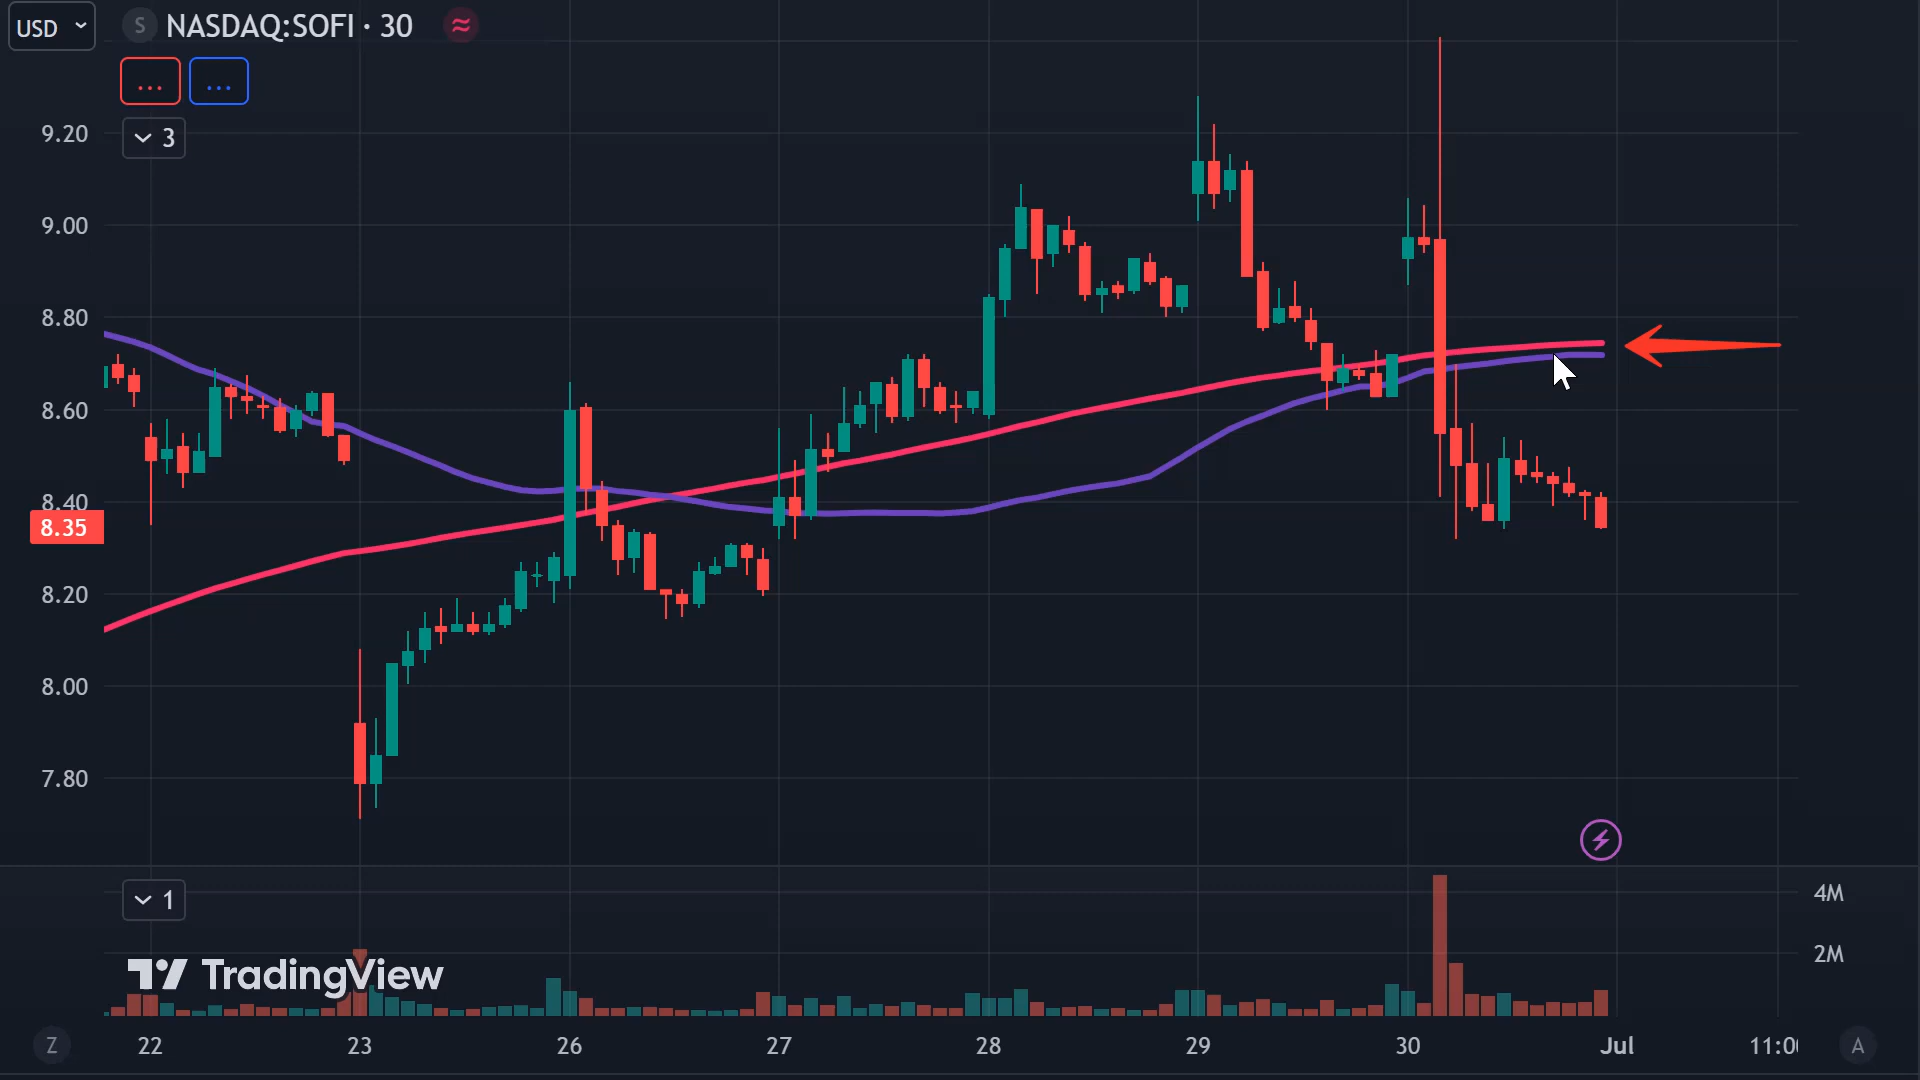 USD
S NASDAQ:SOFI · 30 ≈
... ...
3
9.20
9.00
8.80
8.60
8.40
8.35
8.20
8.00
7.80
1
4M
2M
TradingView
Z 22 23 26 27 28 29 30 Jul 11:00 A